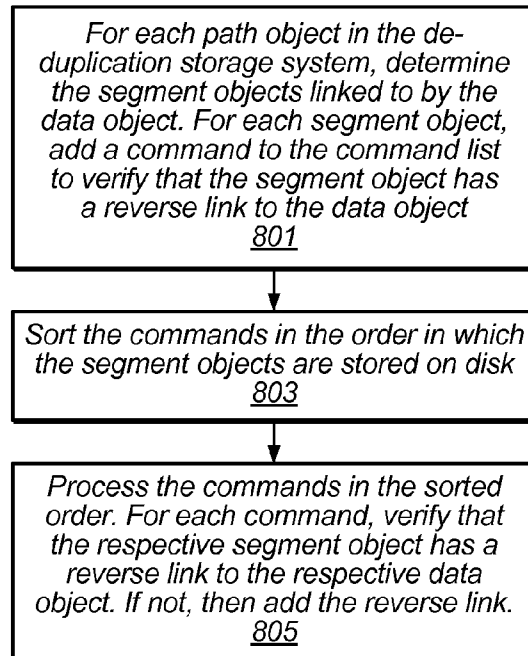 For each path object in the de-
duplication storage system, determine
the segment objects linked to by the
data object. For each segment object,
add a command to the command list
to verify that the segment object has
a reverse link to the data object
801
Sort the commands in the order in which
the segment objects are stored on disk
803
Process the commands in the sorted
order. For each command, verify that
the respective segment object has a
reverse link to the respective data
object. If not, then add the reverse link.
805